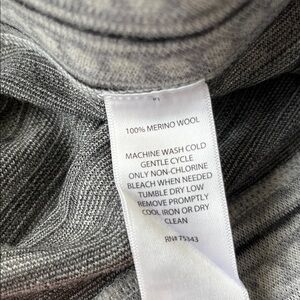 100% MERINO WOOL
MACHINE WASH COLD
GENTLE CYCLE
ONLY NON-CHLORINE
BLEACH WHEN NEEDED
TUMBLE DRY LOW
REMOVE PROMPTLY
COOL IRON OR DRY
CLEAN
RN# 75343